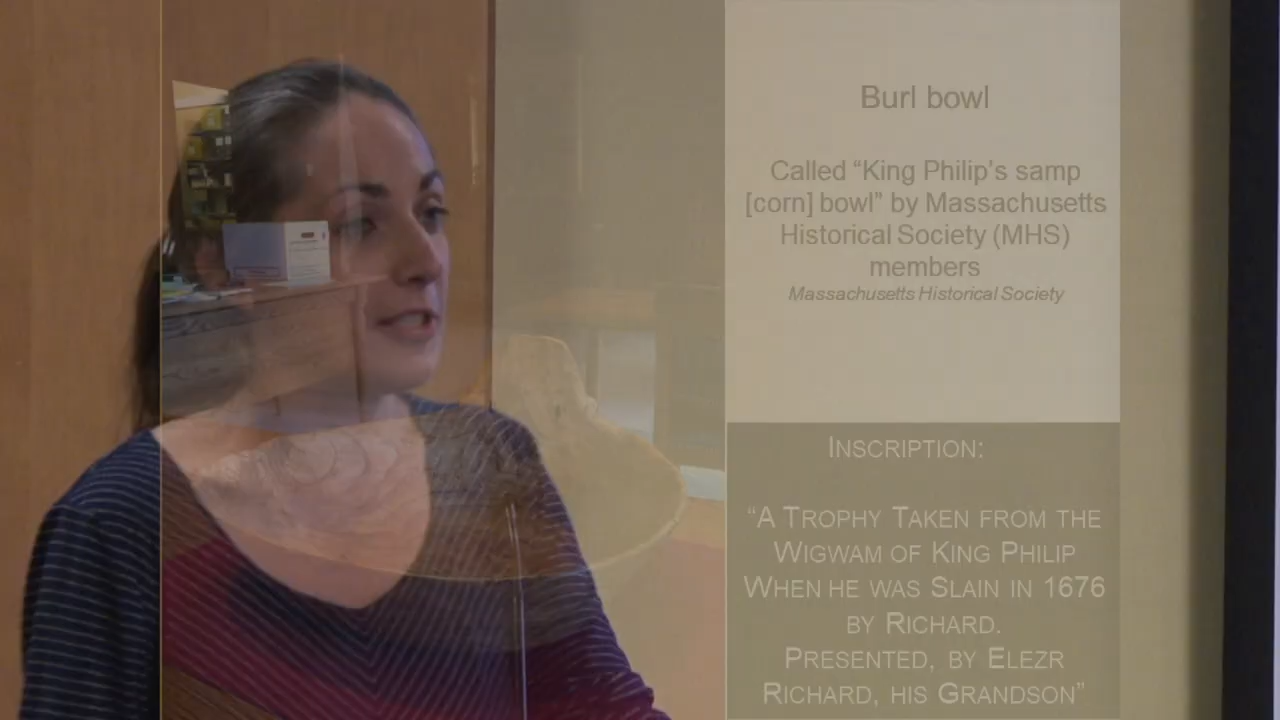 Burl bowl
Called “King Philip’s samp
[corn] bowl” by Massachusetts
Historical Society (MHS)
members
Massachusetts Historical Society
INSCRIPTION:
“A TROPHY TAKEN FROM THE
WIGWAM OF KING PHILIP
WHEN HE WAS SLAIN IN 1676
BY RICHARD.
PRESENTED, BY ELEZR
RICHARD, HIS GRANDSON”